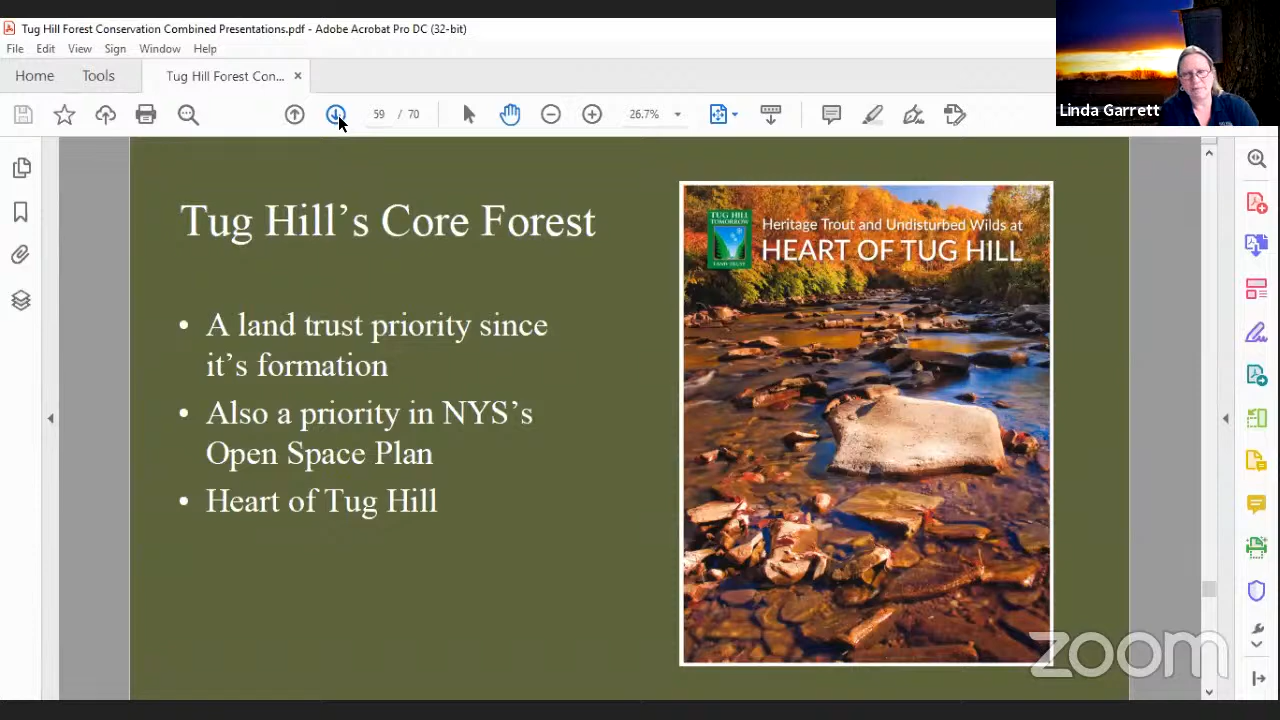 Tug Hill Forest Conservation Combined Presentations.pdf - Adobe Acrobat Pro DC (32-bit)
File Edit View Sign Window Help
Home Tools Tug Hill Forest Con... ×
59 / 70 26.7%
Linda Garrett
Tug Hill's Core Forest
• A land trust priority since
it's formation
• Also a priority in NYS's
Open Space Plan
• Heart of Tug Hill
TUG HILL
TOMORROW
LAND TRUST
Heritage Trout and Undisturbed Wilds at
HEART OF TUG HILL
zoom